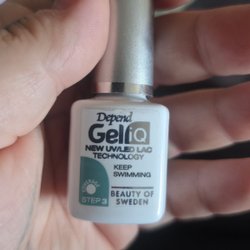 Depend
Gel iQ
NEW UV/LED LAC
TECHNOLOGY
KEEP
SWIMMING
STEP 3
BEAUTY OF
SWEDEN